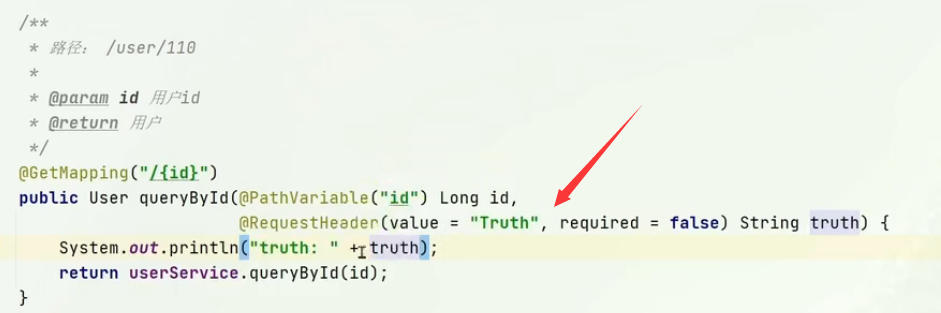 /**
 * 路径： /user/110
 *
 * @param id 用户id
 * @return 用户
 */
@GetMapping("/{id}")
public User queryById(@PathVariable("id") Long id,
                      @RequestHeader(value = "Truth", required = false) String truth) {
    System.out.println("truth: " + truth);
    return userService.queryById(id);
}